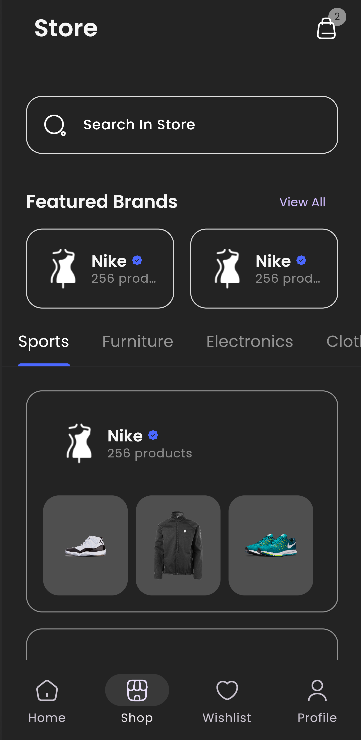 Store
2
Search In Store
Featured Brands
View All
Nike
256 prod...
Nike
256 prod...
Sports
Furniture
Electronics
Clot
Nike
256 products
Home
Shop
Wishlist
Profile